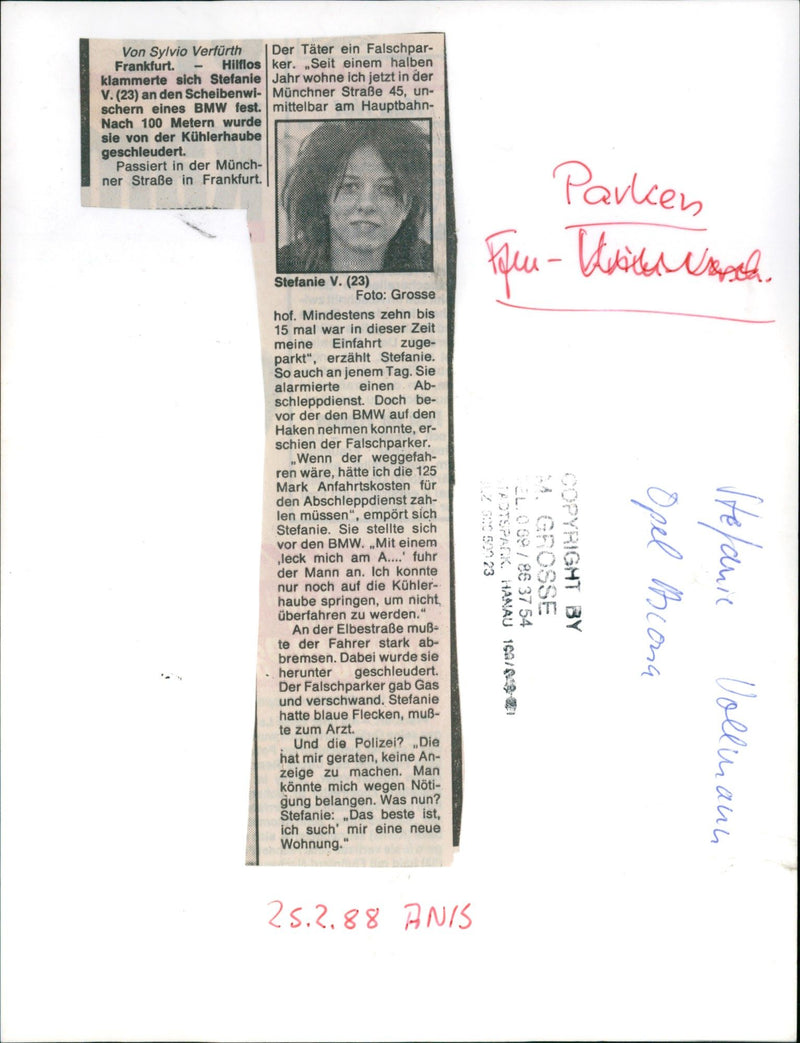 Von Sylvio Verfürth
Frankfurt. – Hilflos
klammerte sich Stefanie
V. (23) an den Scheibenwi-
schern eines BMW fest.
Nach 100 Metern wurde
sie von der Kühlerhaube
geschleudert.
Passiert in der Münch-
ner Straße in Frankfurt.
Der Täter ein Falschpar-
ker. „Seit einem halben
Jahr wohne ich jetzt in der
Münchner Straße 45, un-
mittelbar am Hauptbahn-
Stefanie V. (23)
Foto: Grosse
hof. Mindestens zehn bis
15 mal war in dieser Zeit
meine Einfahrt zuge-
parkt“, erzählt Stefanie.
So auch an jenem Tag. Sie
alarmierte einen Ab-
schleppdienst. Doch be-
vor der den BMW auf den
Haken nehmen konnte, er-
schien der Falschparker.
„Wenn der weggefah-
ren wäre, hätte ich die 125
Mark Anfahrtskosten für
den Abschleppdienst zah-
len müssen“, empört sich
Stefanie. Sie stellte sich
vor den BMW. „Mit einem
‚leck mich am A....' fuhr
der Mann an. Ich konnte
nur noch auf die Kühler-
haube springen, um nicht
überfahren zu werden.“
An der Elbestraße muß-
te der Fahrer stark ab-
bremsen. Dabei wurde sie
herunter geschleudert.
Der Falschparker gab Gas
und verschwand. Stefanie
hatte blaue Flecken, muß-
te zum Arzt.
Und die Polizei? „Die
hat mir geraten, keine An-
zeige zu machen. Man
könnte mich wegen Nöti-
gung belangen. Was nun?
Stefanie: „Das beste ist,
ich such' mir eine neue
Wohnung.“
Parken
COPYRIGHT BY
M. GROSSE
TEL. 0 69 / 86 37 54
HANAU
Stefanie Vollmann
Opel Ascona
25.2.88 ANIS